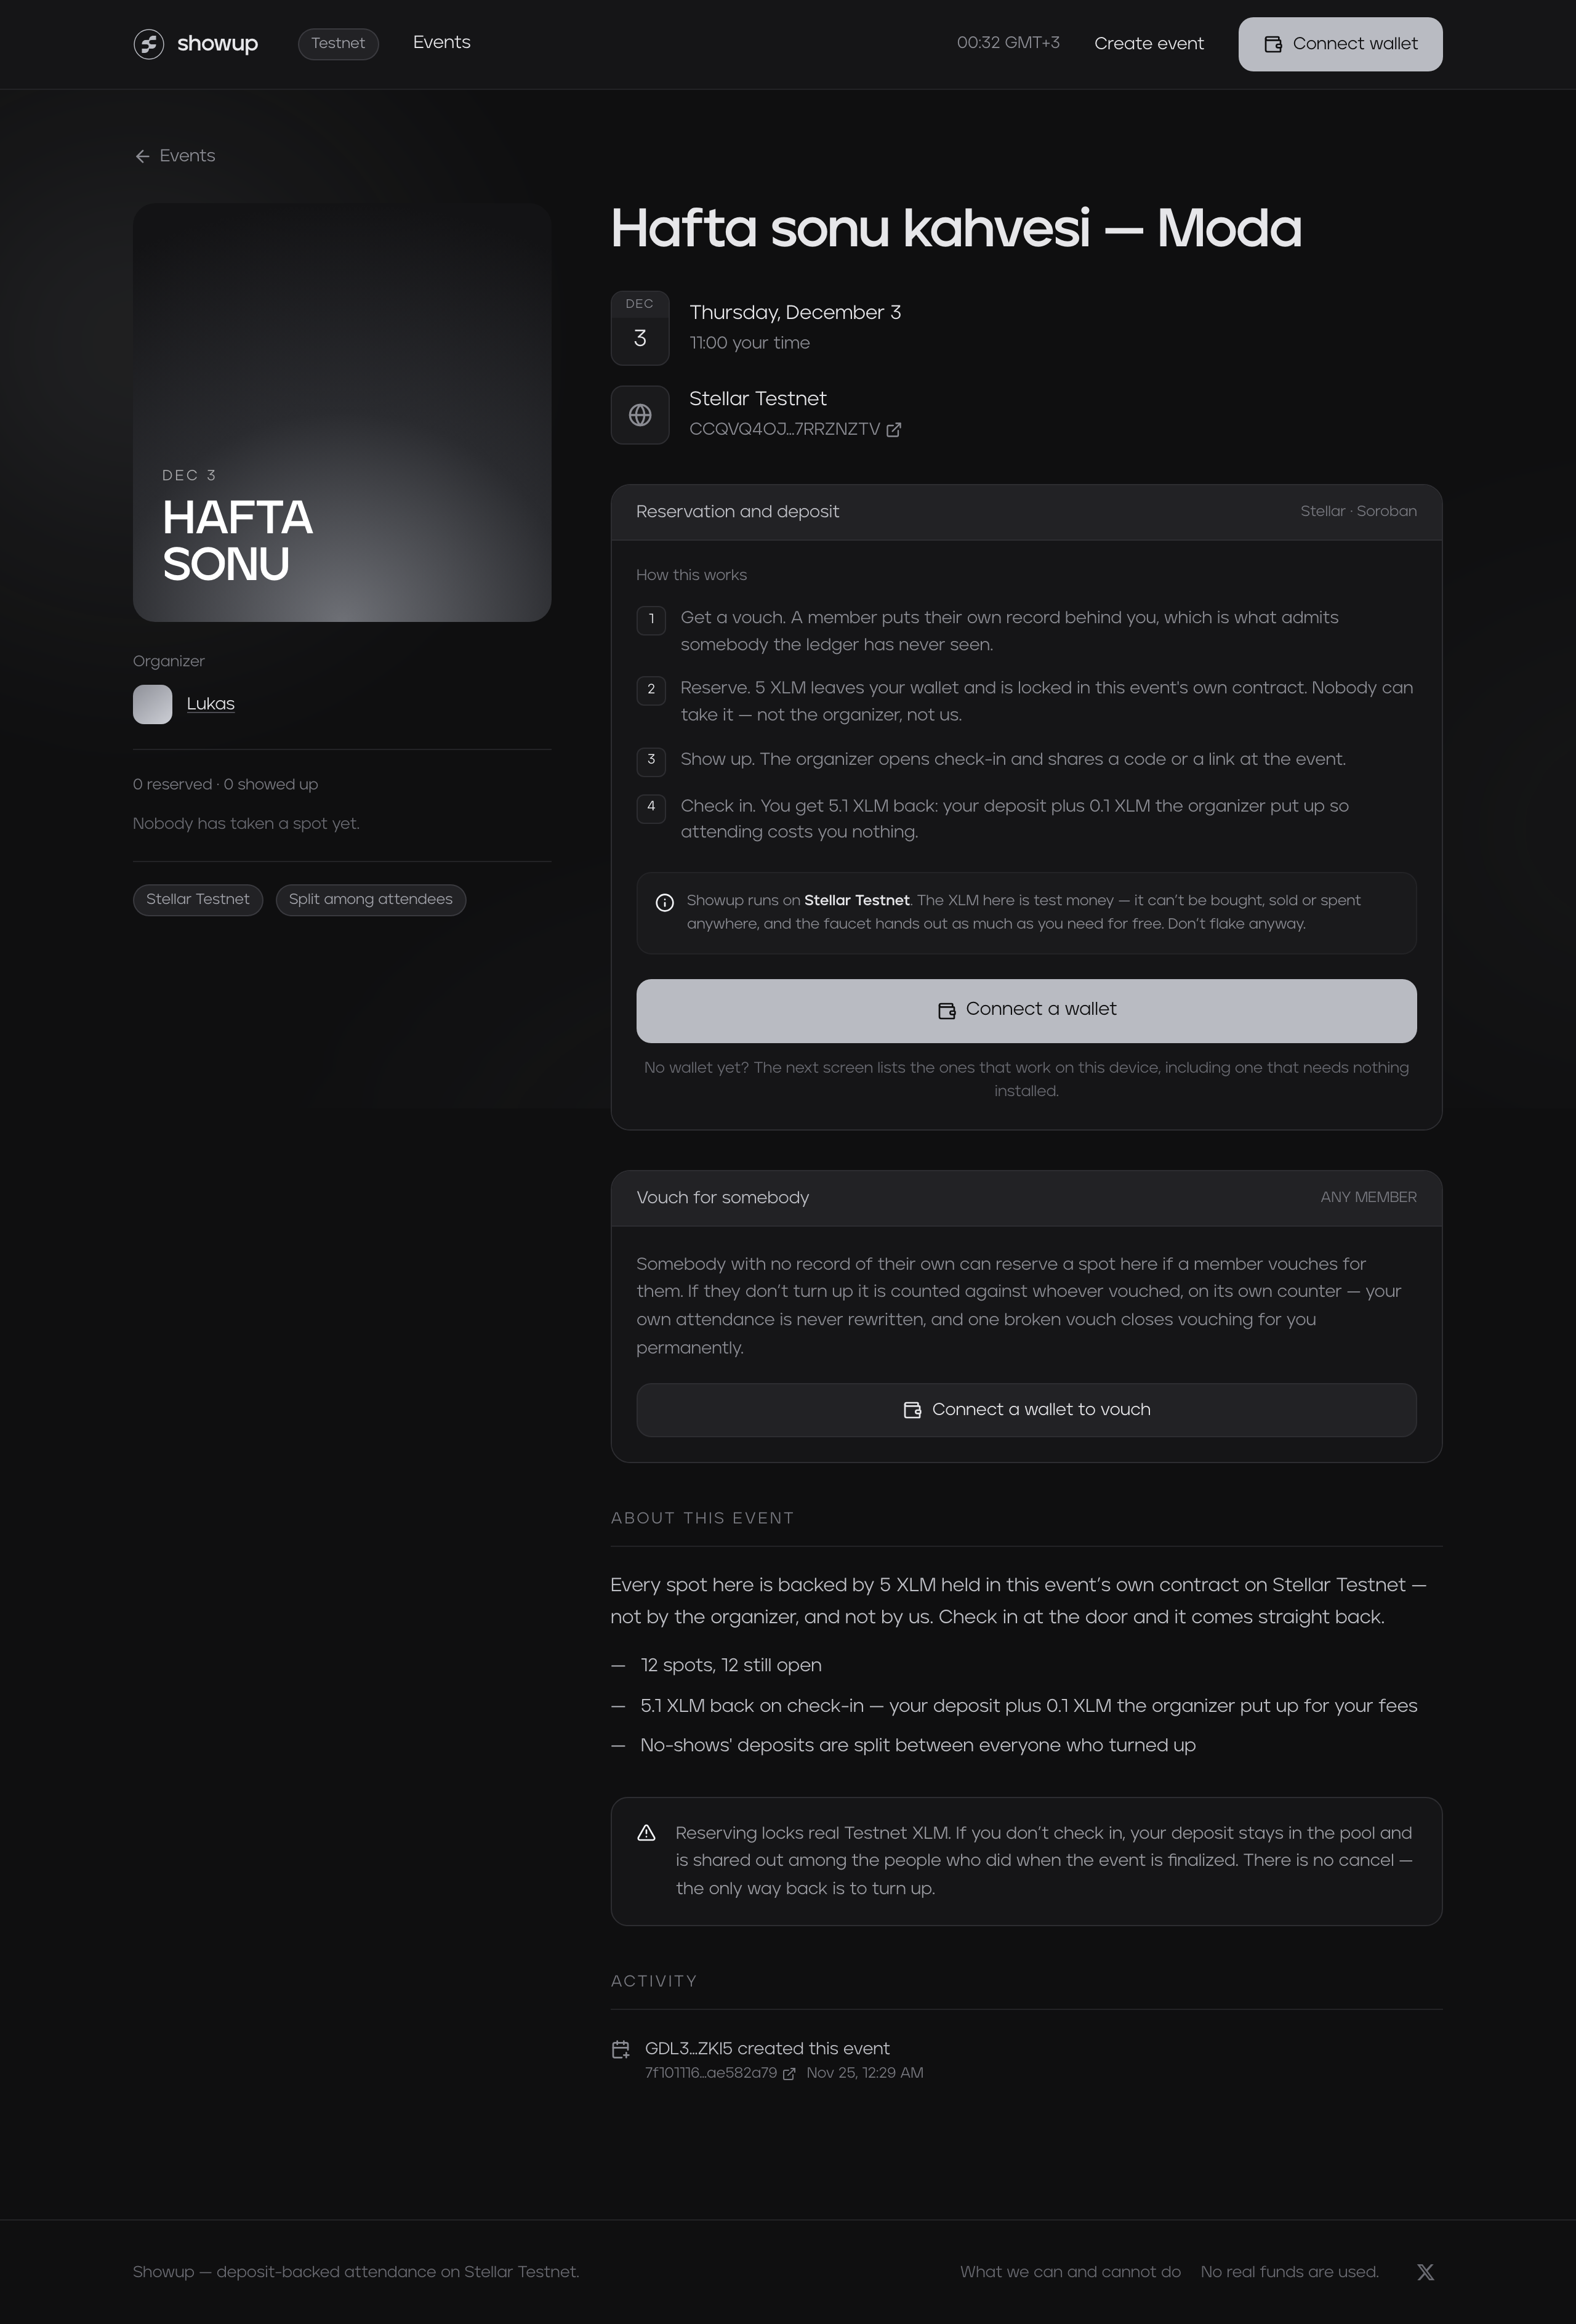 showup
Testnet
Events
00:32 GMT+3
Create event
Connect wallet
Events
DEC 3
HAFTA
SONU
Organizer
Lukas
0 reserved · 0 showed up
Nobody has taken a spot yet.
Stellar Testnet
Split among attendees
Hafta sonu kahvesi — Moda
DEC
3
Thursday, December 3
11:00 your time
Stellar Testnet
CCQVQ4OJ…7RRZNZTV
Reservation and deposit
Stellar · Soroban
How this works
1
Get a vouch. A member puts their own record behind you, which is what admits
somebody the ledger has never seen.
2
Reserve. 5 XLM leaves your wallet and is locked in this event's own contract. Nobody can
take it — not the organizer, not us.
3
Show up. The organizer opens check-in and shares a code or a link at the event.
4
Check in. You get 5.1 XLM back: your deposit plus 0.1 XLM the organizer put up so
attending costs you nothing.
Showup runs on Stellar Testnet. The XLM here is test money — it can’t be bought, sold or spent
anywhere, and the faucet hands out as much as you need for free. Don’t flake anyway.
Connect a wallet
No wallet yet? The next screen lists the ones that work on this device, including one that needs nothing
installed.
Vouch for somebody
ANY MEMBER
Somebody with no record of their own can reserve a spot here if a member vouches for
them. If they don’t turn up it is counted against whoever vouched, on its own counter — your
own attendance is never rewritten, and one broken vouch closes vouching for you
permanently.
Connect a wallet to vouch
ABOUT THIS EVENT
Every spot here is backed by 5 XLM held in this event’s own contract on Stellar Testnet —
not by the organizer, and not by us. Check in at the door and it comes straight back.
— 12 spots, 12 still open
— 5.1 XLM back on check-in — your deposit plus 0.1 XLM the organizer put up for your fees
— No-shows' deposits are split between everyone who turned up
Reserving locks real Testnet XLM. If you don’t check in, your deposit stays in the pool and
is shared out among the people who did when the event is finalized. There is no cancel —
the only way back is to turn up.
ACTIVITY
GDL3…ZKI5 created this event
7f101116…ae582a79
Nov 25, 12:29 AM
Showup — deposit-backed attendance on Stellar Testnet.
What we can and cannot do
No real funds are used.